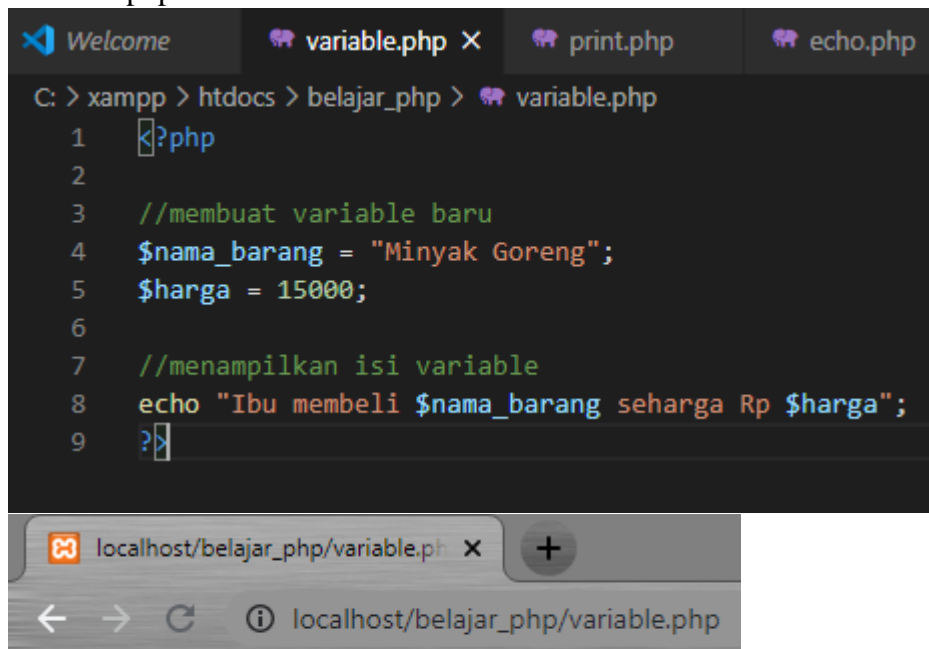 Welcome variable.php print.php echo.php
C: > xampp > htdocs > belajar_php > variable.php
1 <?php
2
3 //membuat variable baru
4 $nama_barang = "Minyak Goreng";
5 $harga = 15000;
6
7 //menampilkan isi variable
8 echo "Ibu membeli $nama_barang seharga Rp $harga";
9 ?>
localhost/belajar_php/variable.ph
localhost/belajar_php/variable.php